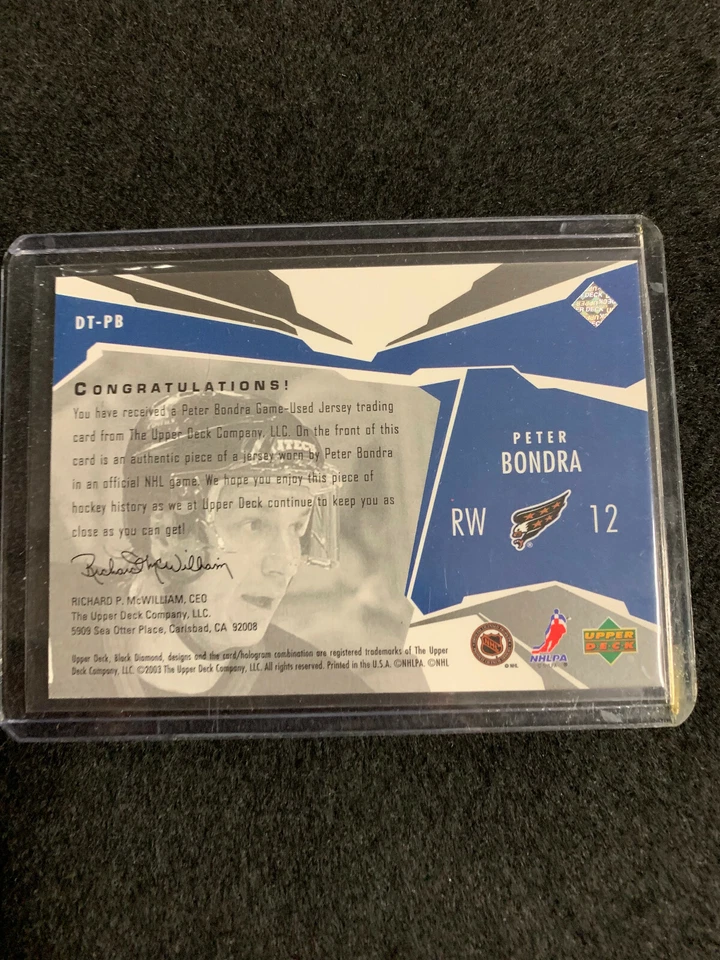 DT-PB
CONGRATULATIONS!
You have received a Peter Bondra Game-Used Jersey trading
card from The Upper Deck Company, LLC. On the front of this
card is an authentic piece of a jersey worn by Peter Bondra
in an official NHL game. We hope you enjoy this piece of
hockey history as we at Upper Deck continue to keep you as
close as you can get!
Richard P. McWilliam
RICHARD P. McWILLIAM, CEO
The Upper Deck Company, LLC.
5909 Sea Otter Place, Carlsbad, CA 92008
Upper Deck, Black Diamond, designs and the card/hologram combination are registered trademarks of The Upper
Deck Company, LLC. ©2003 The Upper Deck Company, LLC. All rights reserved. Printed in the U.S.A. ©NHLPA. ©NHL
PETER
BONDRA
RW 12
NHL
NHLPA
UPPER
DECK